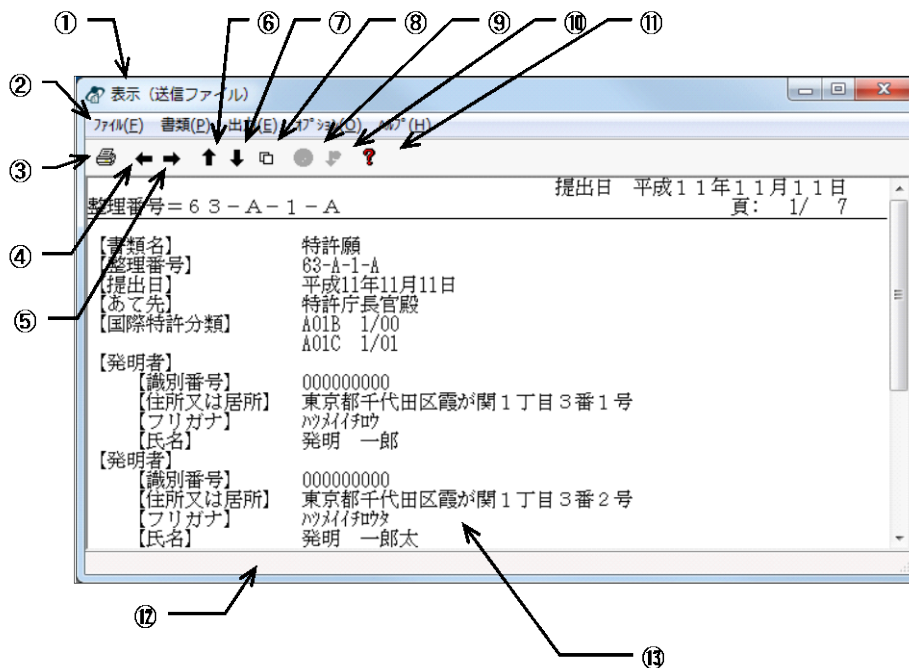 ① ⑥ ⑦ ⑧ ⑨ ⑩ ⑪
②
表示（送信ファイル）
ﾌｧｲﾙ(F) 書類(P) 出力(E) ｵﾌﾟｼｮﾝ(O) ﾍﾙﾌﾟ(H)
③
?
提出日　平成１１年１１月１１日
整理番号＝６３－Ａ－１－Ａ 頁： 1/ 7
④
【書類名】 特許願
【整理番号】 63-A-1-A
【提出日】 平成11年11月11日
【あて先】 特許庁長官殿
⑤
【国際特許分類】 A01B 1/00
A01C 1/01
【発明者】
【識別番号】 000000000
【住所又は居所】 東京都千代田区霞が関１丁目３番１号
【フリガナ】 ﾊﾂﾒｲｲﾁﾛｳ
【氏名】 発明　一郎
【発明者】
【識別番号】 000000000
【住所又は居所】 東京都千代田区霞が関１丁目３番２号
【フリガナ】 ﾊﾂﾒｲｲﾁﾛｳﾀ
【氏名】 発明　一郎太
⑫
⑬